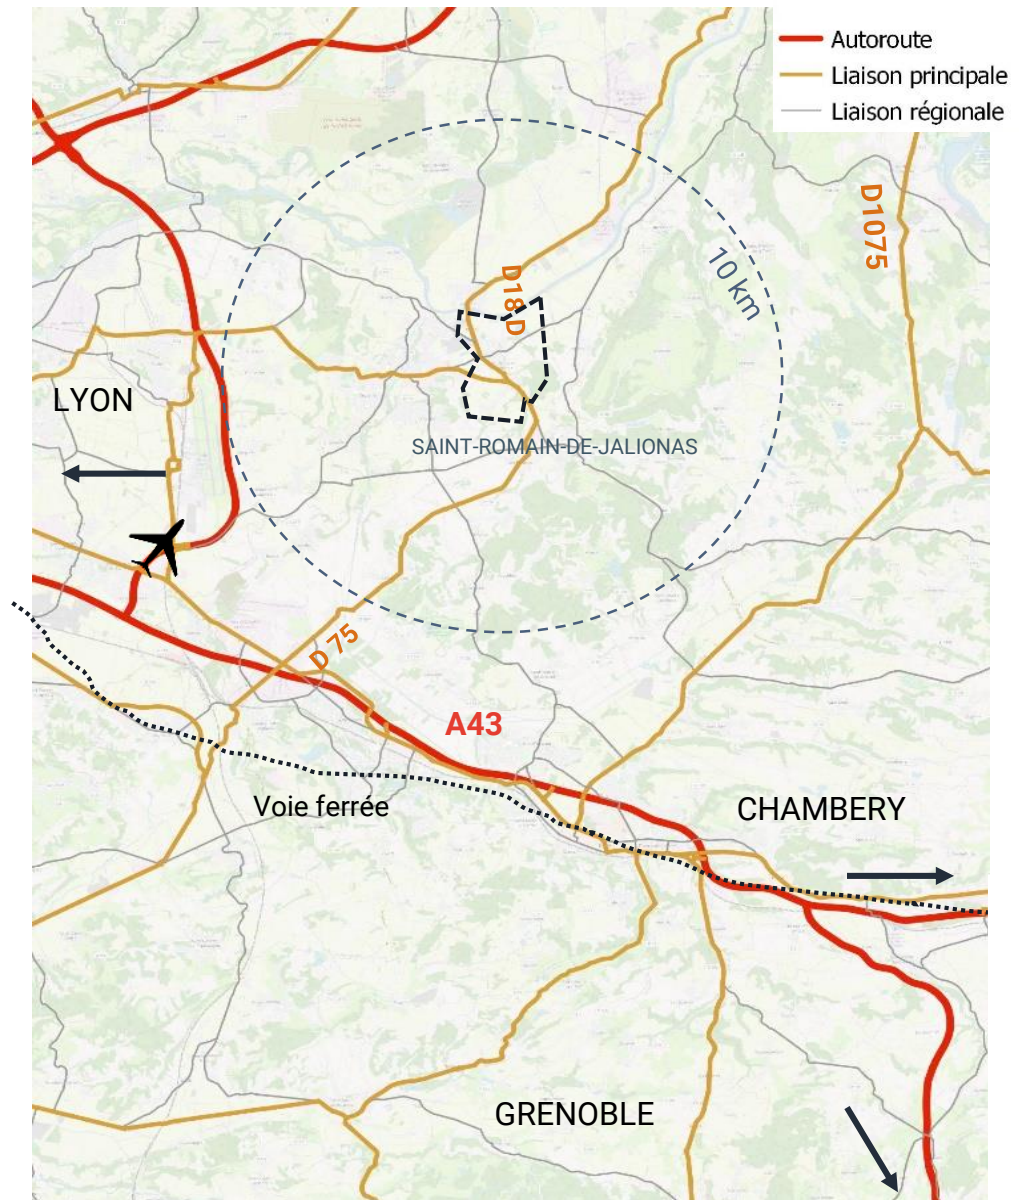 Autoroute
Liaison principale
Liaison régionale
D1075
10 km
D18D
LYON
SAINT-ROMAIN-DE-JALIONAS
D 75
A43
Voie ferrée
CHAMBERY
GRENOBLE